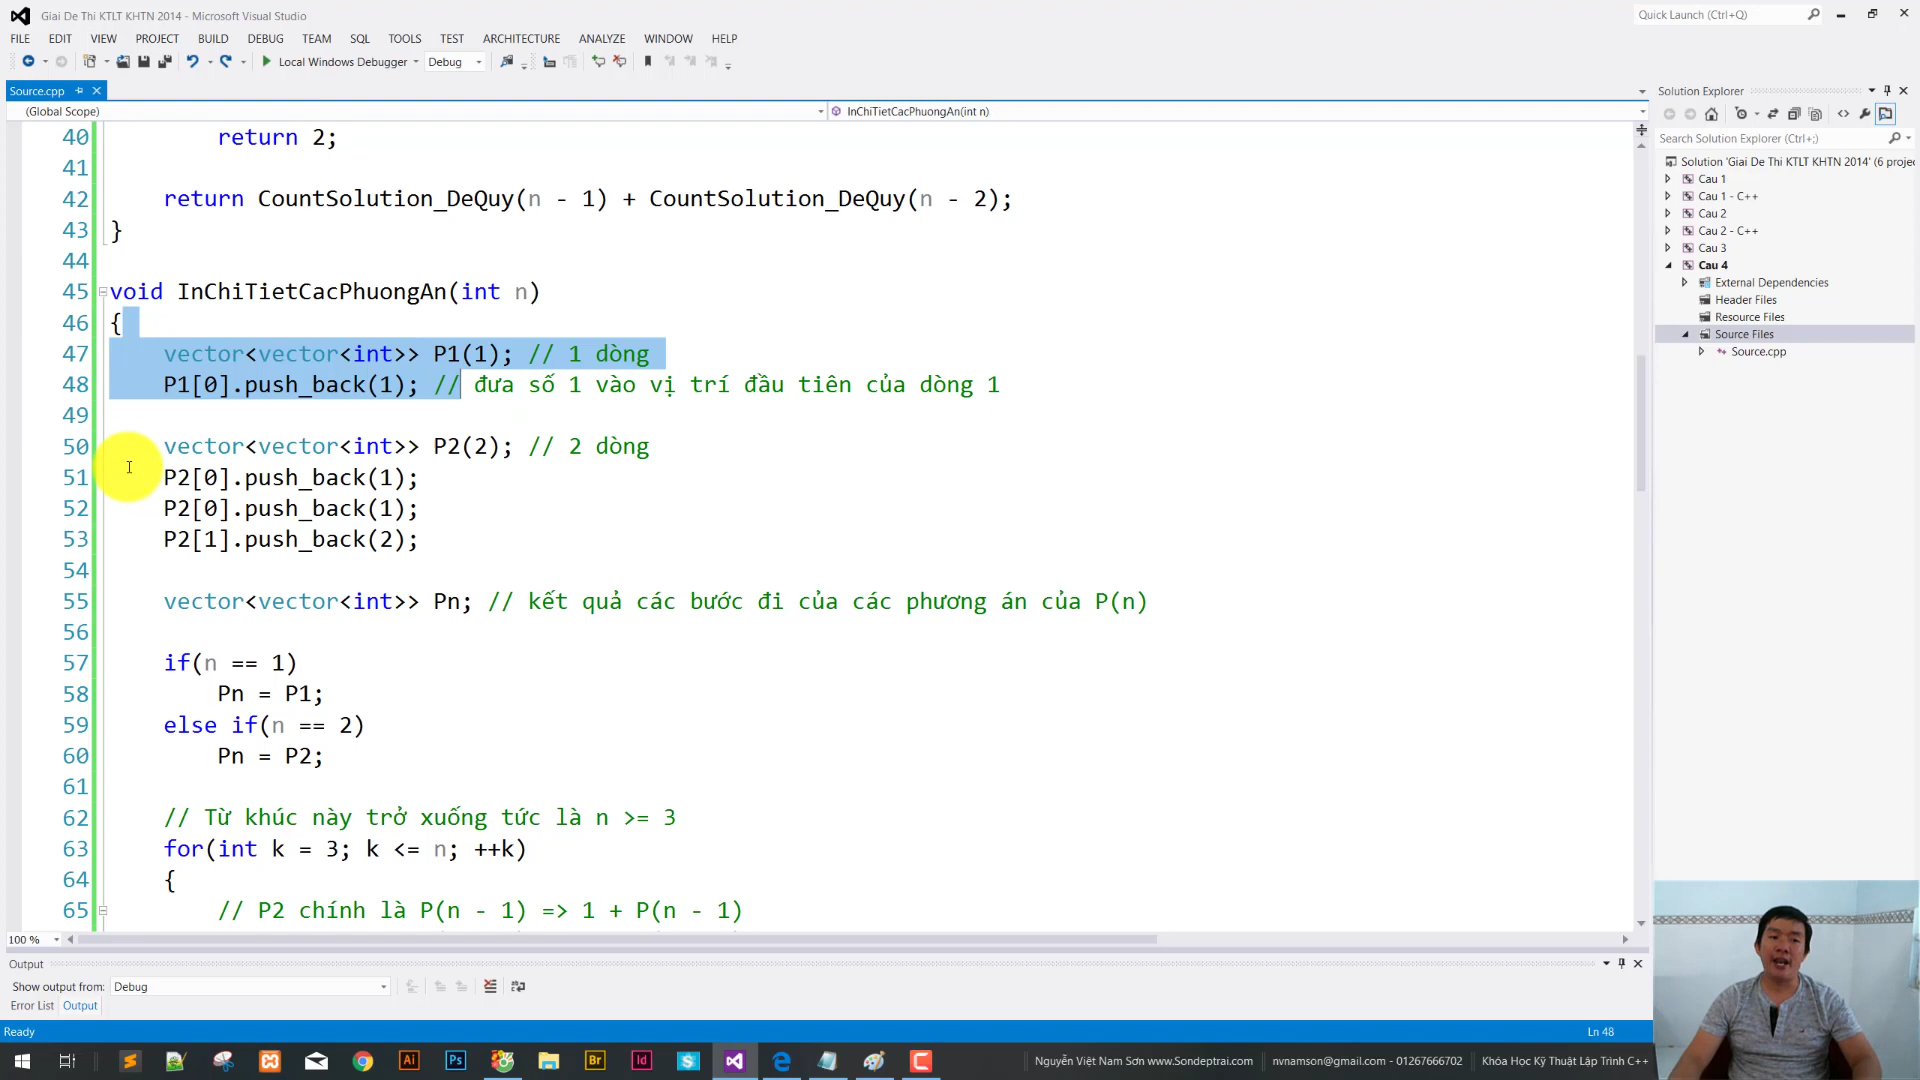 Giai De Thi KTLT KHTN 2014 - Microsoft Visual Studio
Quick Launch (Ctrl+Q)
FILE EDIT VIEW PROJECT BUILD DEBUG TEAM SQL TOOLS TEST ARCHITECTURE ANALYZE WINDOW HELP
Local Windows Debugger Debug
Source.cpp
Solution Explorer
(Global Scope) InChiTietCacPhuongAn(int n)
Search Solution Explorer (Ctrl+;)
Solution 'Giai De Thi KTLT KHTN 2014' (6 projec
Cau 1
Cau 1 - C++
Cau 2
Cau 2 - C++
Cau 3
Cau 4
External Dependencies
Header Files
Resource Files
Source Files
Source.cpp
40 return 2;
41
42 return CountSolution_DeQuy(n - 1) + CountSolution_DeQuy(n - 2);
43 }
44
45 void InChiTietCacPhuongAn(int n)
46 {
47 vector<vector<int>> P1(1); // 1 dòng
48 P1[0].push_back(1); // đưa số 1 vào vị trí đầu tiên của dòng 1
49
50 vector<vector<int>> P2(2); // 2 dòng
51 P2[0].push_back(1);
52 P2[0].push_back(1);
53 P2[1].push_back(2);
54
55 vector<vector<int>> Pn; // kết quả các bước đi của các phương án của P(n)
56
57 if(n == 1)
58 Pn = P1;
59 else if(n == 2)
60 Pn = P2;
61
62 // Từ khúc này trở xuống tức là n >= 3
63 for(int k = 3; k <= n; ++k)
64 {
65 // P2 chính là P(n - 1) => 1 + P(n - 1)
100 %
Output
Show output from: Debug
Error List Output
Ready Ln 48
Ai Ps Br Id
Nguyễn Việt Nam Sơn www.Sondeptrai.com nvnamson@gmail.com - 01267666702 Khóa Học Kỹ Thuật Lập Trình C++